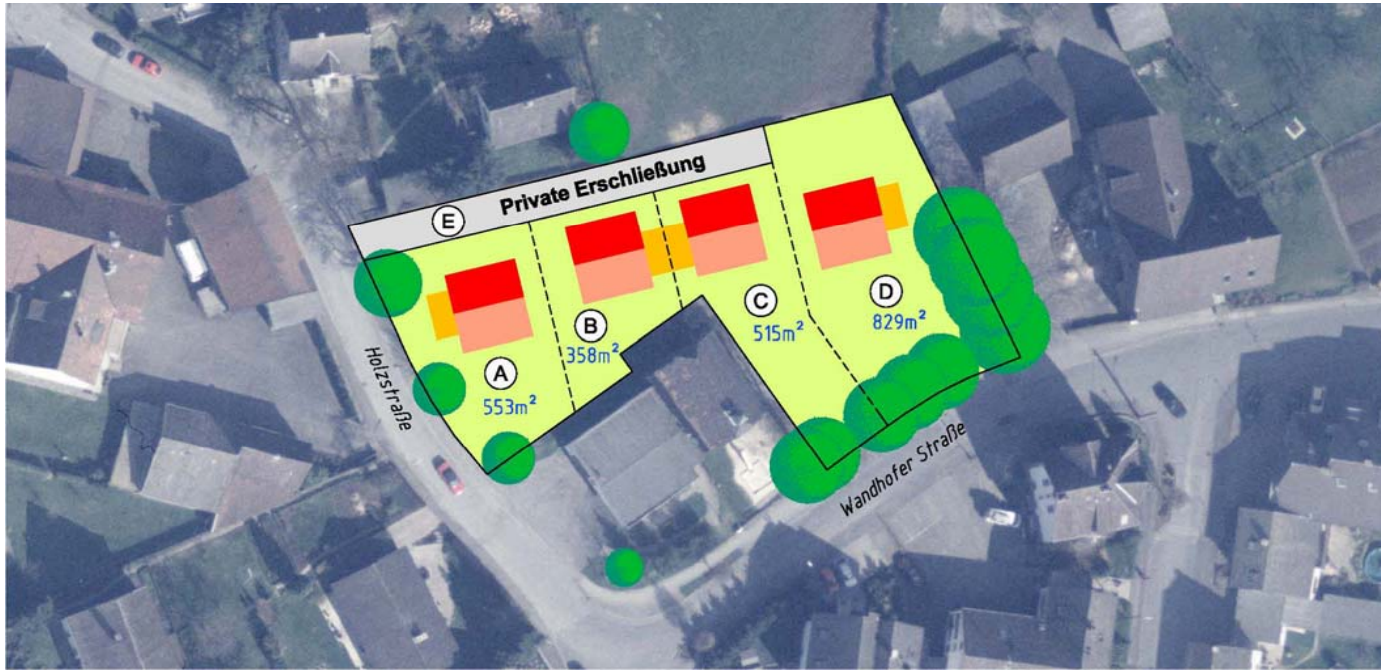 Private Erschließung
E
A
553m²
B
358m²
C
515m²
D
829m²
Holzstraße
Wandhofer Straße